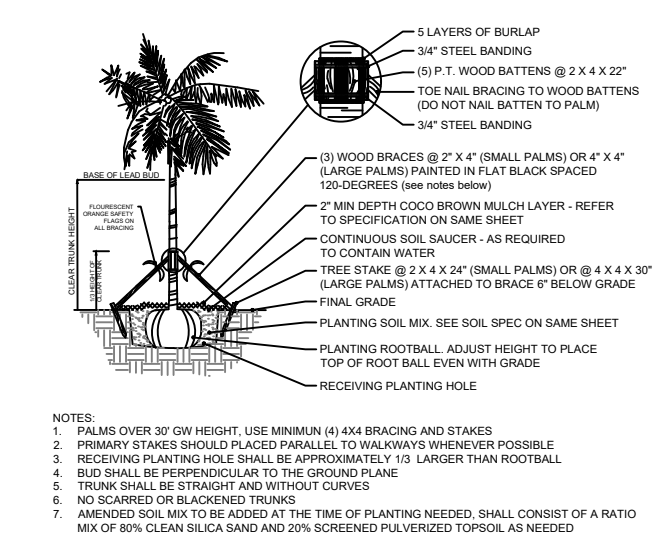 5 LAYERS OF BURLAP
3/4" STEEL BANDING
(5) P.T. WOOD BATTENS @ 2 X 4 X 22"
TOE NAIL BRACING TO WOOD BATTENS
(DO NOT NAIL BATTEN TO PALM)
3/4" STEEL BANDING
(3) WOOD BRACES @ 2" X 4" (SMALL PALMS) OR 4" X 4"
(LARGE PALMS) PAINTED IN FLAT BLACK SPACED
120-DEGREES (see notes below)
2" MIN DEPTH COCO BROWN MULCH LAYER - REFER
TO SPECIFICATION ON SAME SHEET
CONTINUOUS SOIL SAUCER - AS REQUIRED
TO CONTAIN WATER
TREE STAKE @ 2 X 4 X 24" (SMALL PALMS) OR @ 4 X 4 X 30"
(LARGE PALMS) ATTACHED TO BRACE 6" BELOW GRADE
FINAL GRADE
PLANTING SOIL MIX. SEE SOIL SPEC ON SAME SHEET
PLANTING ROOTBALL. ADJUST HEIGHT TO PLACE
TOP OF ROOT BALL EVEN WITH GRADE
RECEIVING PLANTING HOLE
BASE OF LEAD BUD
FLOURESCENT
ORANGE SAFETY
FLAGS ON
ALL BRACING
CLEAR TRUNK HEIGHT
1/3 HEIGHT OF
CLEAR TRUNK
NOTES:
1. PALMS OVER 30' GW HEIGHT, USE MINIMUN (4) 4X4 BRACING AND STAKES
2. PRIMARY STAKES SHOULD PLACED PARALLEL TO WALKWAYS WHENEVER POSSIBLE
3. RECEIVING PLANTING HOLE SHALL BE APPROXIMATELY 1/3 LARGER THAN ROOTBALL
4. BUD SHALL BE PERPENDICULAR TO THE GROUND PLANE
5. TRUNK SHALL BE STRAIGHT AND WITHOUT CURVES
6. NO SCARRED OR BLACKENED TRUNKS
7. AMENDED SOIL MIX TO BE ADDED AT THE TIME OF PLANTING NEEDED, SHALL CONSIST OF A RATIO
MIX OF 80% CLEAN SILICA SAND AND 20% SCREENED PULVERIZED TOPSOIL AS NEEDED